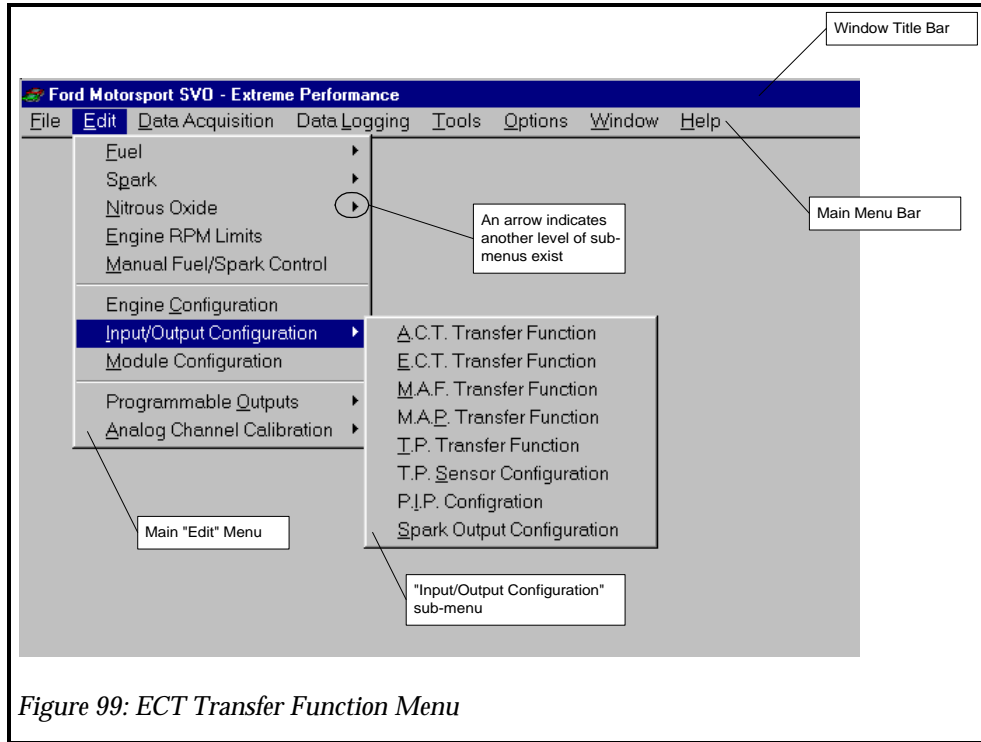 Window Title Bar
Ford Motorsport SVO - Extreme Performance
File Edit Data Acquisition Data Logging Tools Options Window Help
Main Menu Bar
Fuel
Spark
Nitrous Oxide
Engine RPM Limits
Manual Fuel/Spark Control
An arrow indicates
another level of sub-
menus exist
Engine Configuration
Input/Output Configuration
Module Configuration
Programmable Outputs
Analog Channel Calibration
A.C.T. Transfer Function
E.C.T. Transfer Function
M.A.F. Transfer Function
M.A.P. Transfer Function
T.P. Transfer Function
T.P. Sensor Configuration
P.I.P. Configration
Spark Output Configuration
Main "Edit" Menu
"Input/Output Configuration"
sub-menu
Figure 99: ECT Transfer Function Menu